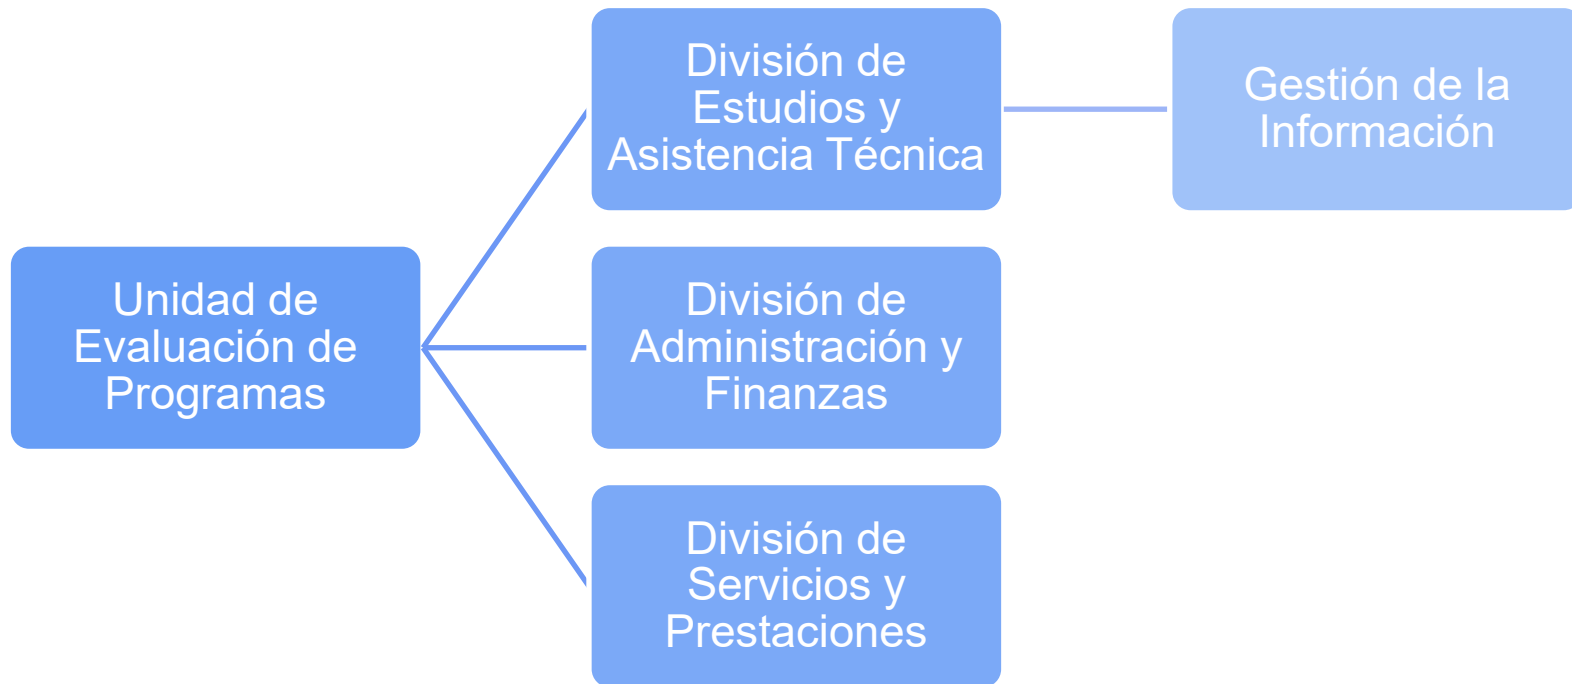 Unidad de
Evaluación de
Programas
División de
Estudios y
Asistencia Técnica
Gestión de la
Información
División de
Administración y
Finanzas
División de
Servicios y
Prestaciones